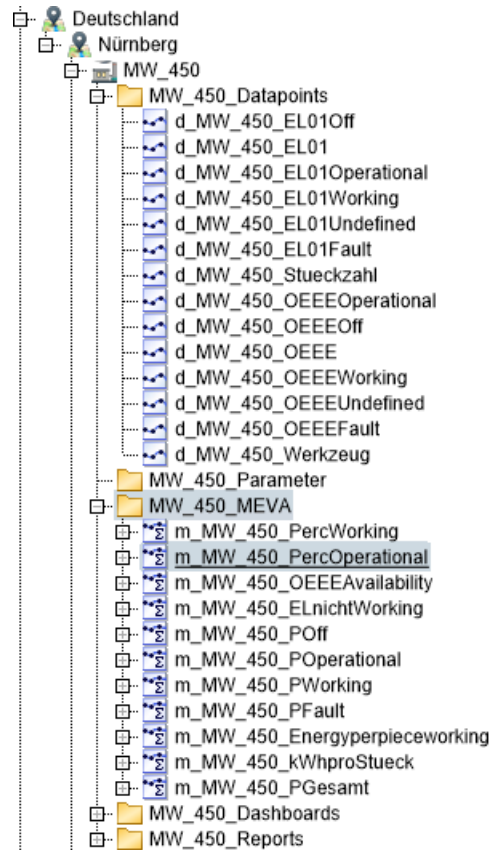 Deutschland
Nürnberg
MW_450
MW_450_Datapoints
d_MW_450_EL01Off
d_MW_450_EL01
d_MW_450_EL01Operational
d_MW_450_EL01Working
d_MW_450_EL01Undefined
d_MW_450_EL01Fault
d_MW_450_Stueckzahl
d_MW_450_OEEEOperational
d_MW_450_OEEEOff
d_MW_450_OEEE
d_MW_450_OEEEWorking
d_MW_450_OEEEUndefined
d_MW_450_OEEEFault
d_MW_450_Werkzeug
MW_450_Parameter
MW_450_MEVA
m_MW_450_PercWorking
m_MW_450_PercOperational
m_MW_450_OEEEAvailability
m_MW_450_ELnichtWorking
m_MW_450_POff
m_MW_450_POperational
m_MW_450_PWorking
m_MW_450_PFault
m_MW_450_Energyperpieceworking
m_MW_450_kWhproStueck
m_MW_450_PGesamt
MW_450_Dashboards
MW_450_Reports